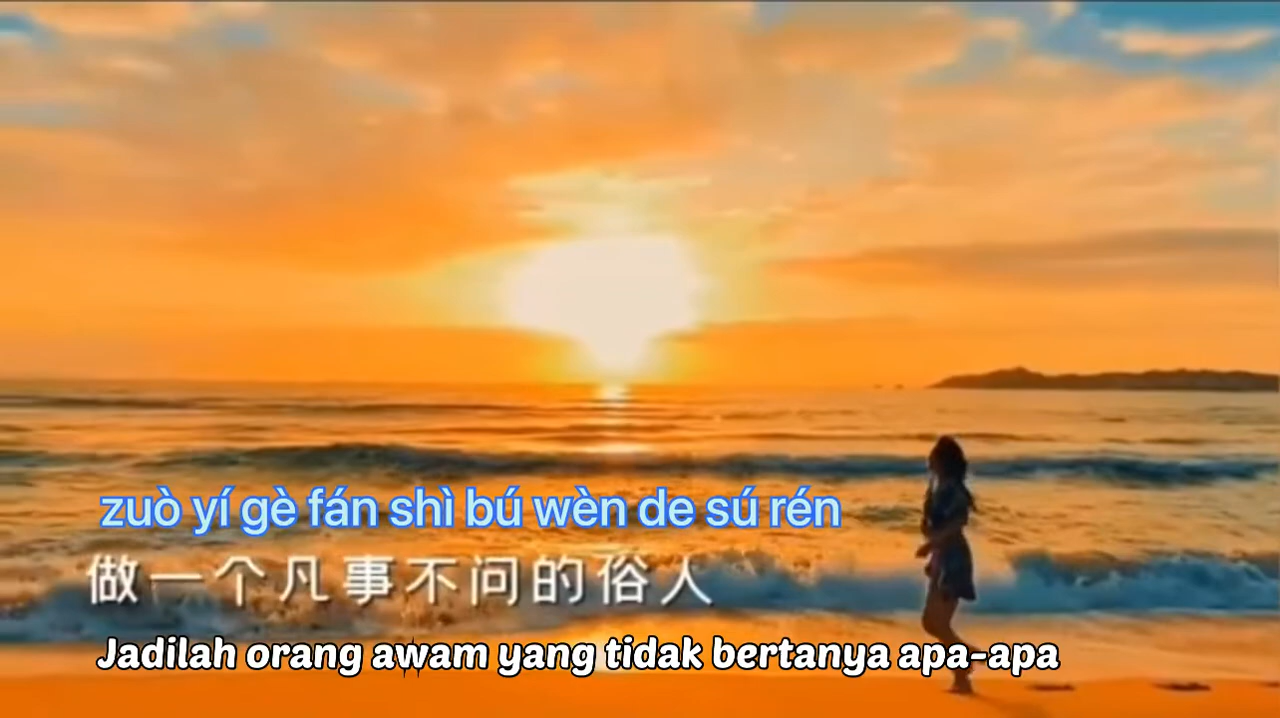 zuò yí gè fán shì bú wèn de sú rén
做一个凡事不问的俗人
Jadilah orang awam yang tidak bertanya apa-apa